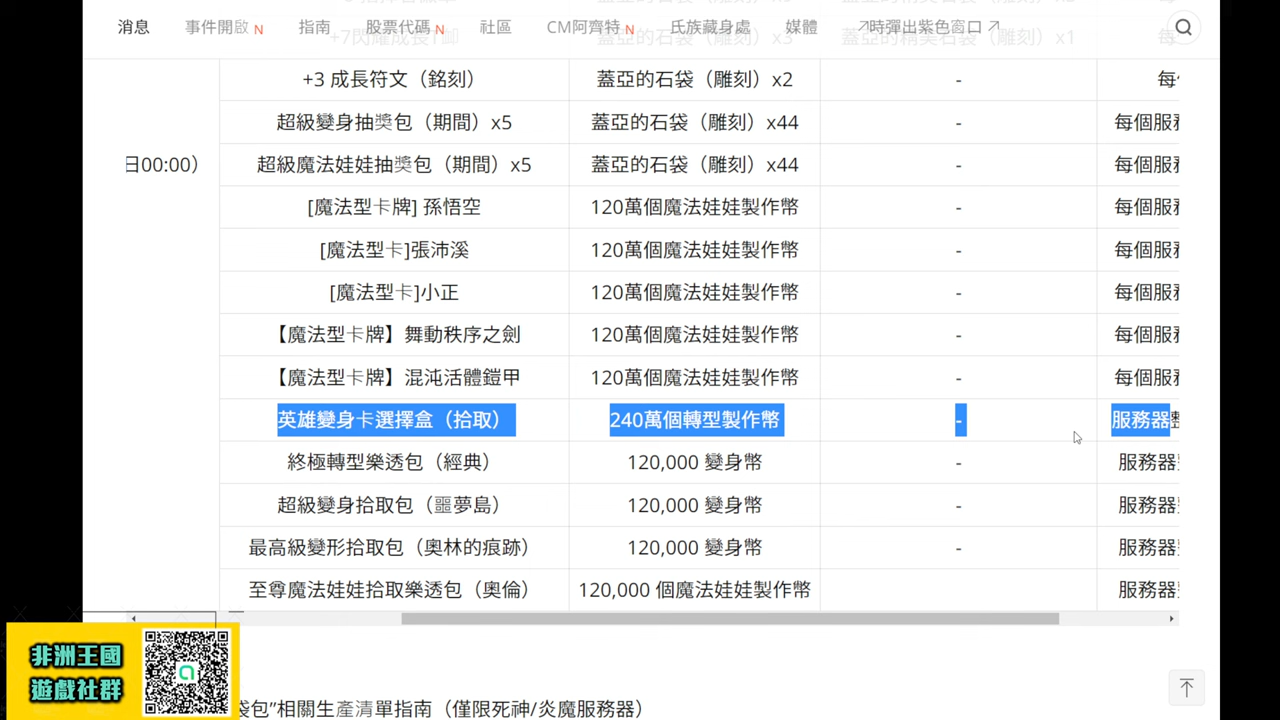 消息 事件開啟 N 指南 股票代碼 N 社區 CM阿齊特 N 氏族藏身處 媒體 時彈出紫色窗口
+3 成長符文（銘刻） 蓋亞的石袋（雕刻）x2 -
超級變身抽獎包（期間）x5 蓋亞的石袋（雕刻）x44 - 每個服務
日00:00） 超級魔法娃娃抽獎包（期間）x5 蓋亞的石袋（雕刻）x44 - 每個服務
[魔法型卡牌] 孫悟空 120萬個魔法娃娃製作幣 - 每個服務
[魔法型卡]張沛溪 120萬個魔法娃娃製作幣 - 每個服務
[魔法型卡]小正 120萬個魔法娃娃製作幣 - 每個服務
【魔法型卡牌】舞動秩序之劍 120萬個魔法娃娃製作幣 - 每個服務
【魔法型卡牌】混沌活體鎧甲 120萬個魔法娃娃製作幣 - 每個服務
英雄變身卡選擇盒（拾取） 240萬個轉型製作幣 - 服務器
終極轉型樂透包（經典） 120,000 變身幣 - 服務器
超級變身拾取包（噩夢島） 120,000 變身幣 - 服務器
最高級變形拾取包（奧林的痕跡） 120,000 變身幣 - 服務器
至尊魔法娃娃拾取樂透包（奧倫） 120,000 個魔法娃娃製作幣 服務器
非洲王國
遊戲社群
袋包”相關生產清單指南（僅限死神/炎魔服務器）